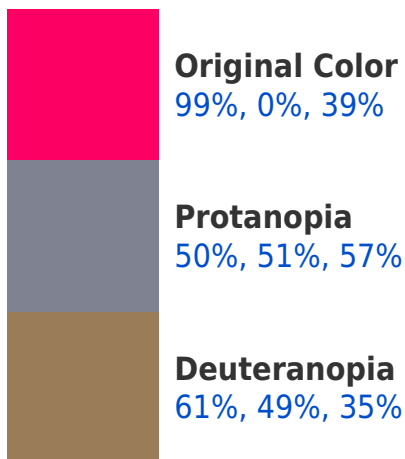 Original Color
99%, 0%, 39%
Protanopia
50%, 51%, 57%
Deuteranopia
61%, 49%, 35%